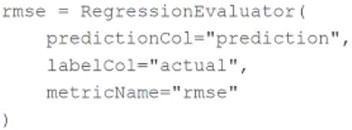 rmse = RegressionEvaluator(
    predictionCol="prediction",
    labelCol="actual",
    metricName="rmse"
)